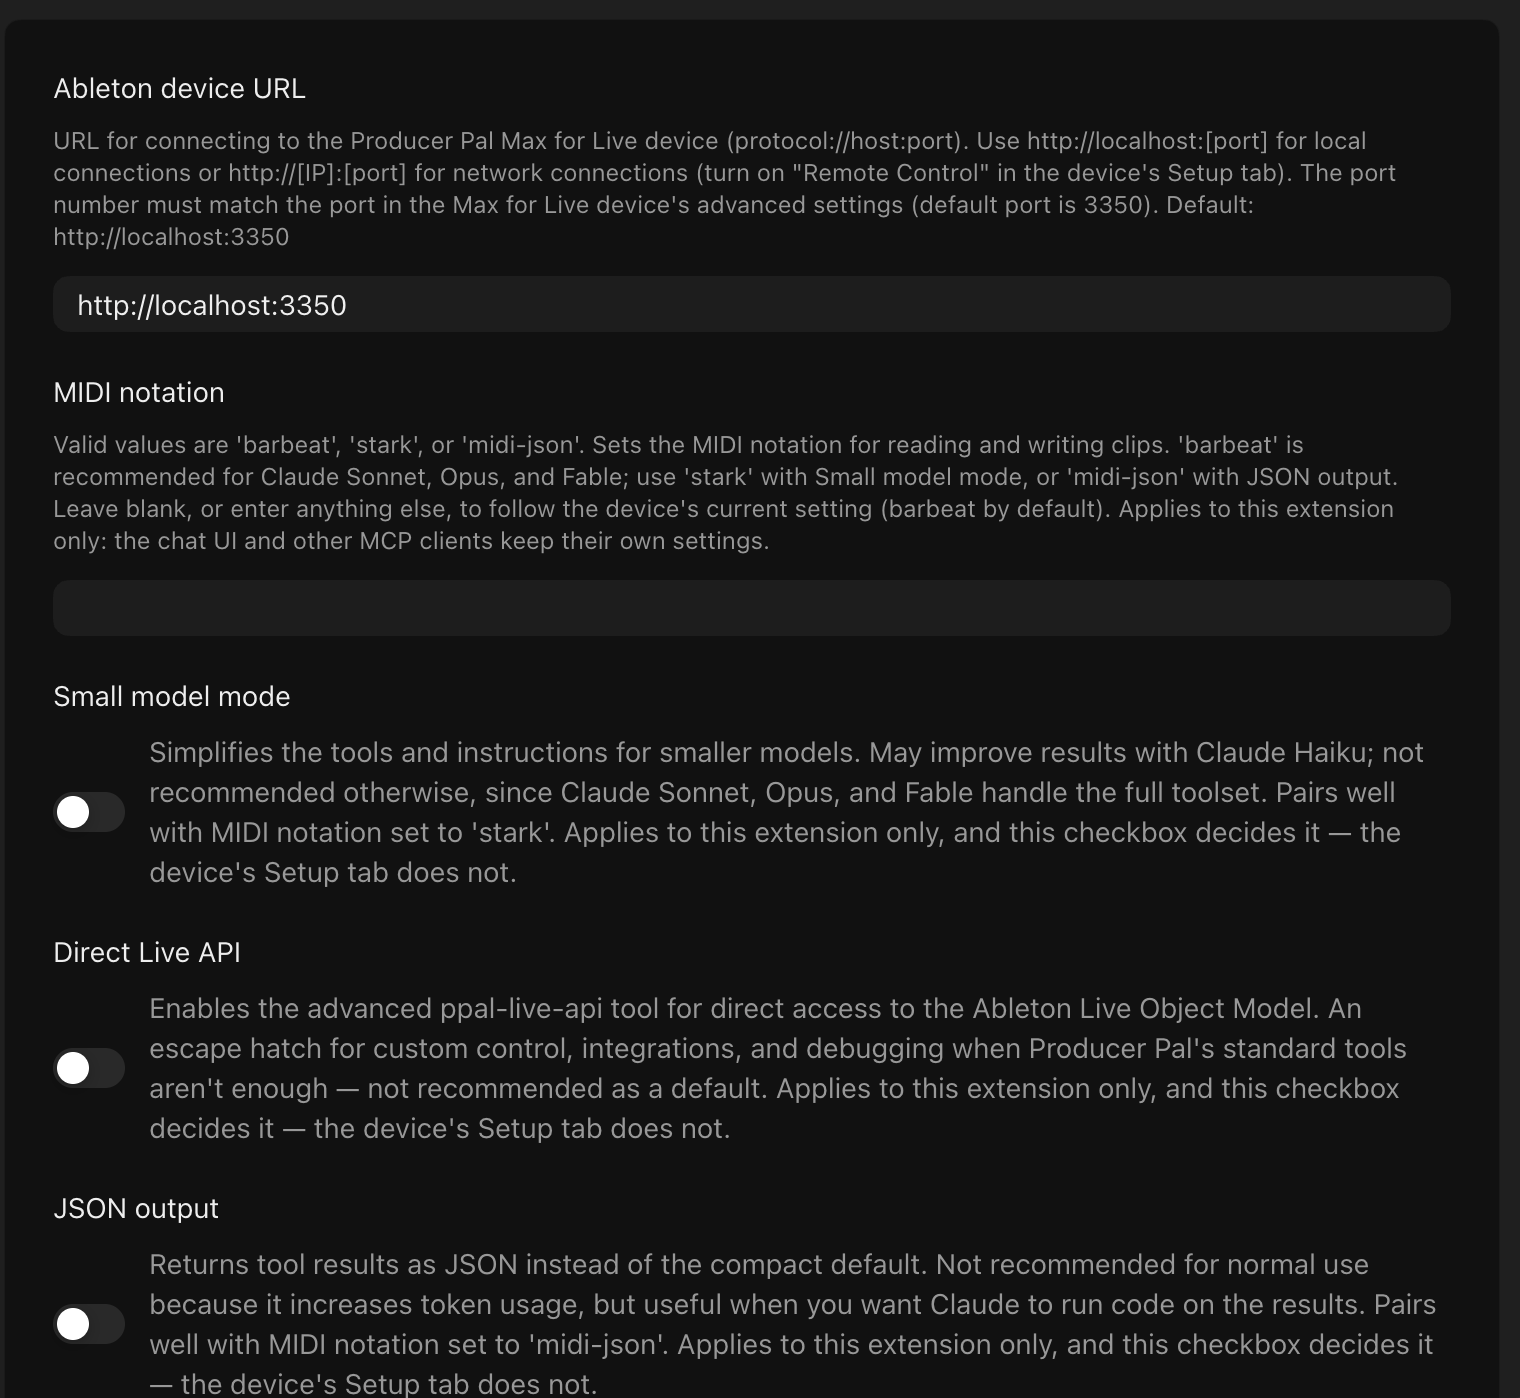 Ableton device URL
URL for connecting to the Producer Pal Max for Live device (protocol://host:port). Use http://localhost:[port] for local
connections or http://[IP]:[port] for network connections (turn on "Remote Control" in the device's Setup tab). The port
number must match the port in the Max for Live device's advanced settings (default port is 3350). Default:
http://localhost:3350
http://localhost:3350
MIDI notation
Valid values are 'barbeat', 'stark', or 'midi-json'. Sets the MIDI notation for reading and writing clips. 'barbeat' is
recommended for Claude Sonnet, Opus, and Fable; use 'stark' with Small model mode, or 'midi-json' with JSON output.
Leave blank, or enter anything else, to follow the device's current setting (barbeat by default). Applies to this extension
only: the chat UI and other MCP clients keep their own settings.
Small model mode
Simplifies the tools and instructions for smaller models. May improve results with Claude Haiku; not
recommended otherwise, since Claude Sonnet, Opus, and Fable handle the full toolset. Pairs well
with MIDI notation set to 'stark'. Applies to this extension only, and this checkbox decides it — the
device's Setup tab does not.
Direct Live API
Enables the advanced ppal-live-api tool for direct access to the Ableton Live Object Model. An
escape hatch for custom control, integrations, and debugging when Producer Pal's standard tools
aren't enough — not recommended as a default. Applies to this extension only, and this checkbox
decides it — the device's Setup tab does not.
JSON output
Returns tool results as JSON instead of the compact default. Not recommended for normal use
because it increases token usage, but useful when you want Claude to run code on the results. Pairs
well with MIDI notation set to 'midi-json'. Applies to this extension only, and this checkbox decides it
— the device's Setup tab does not.